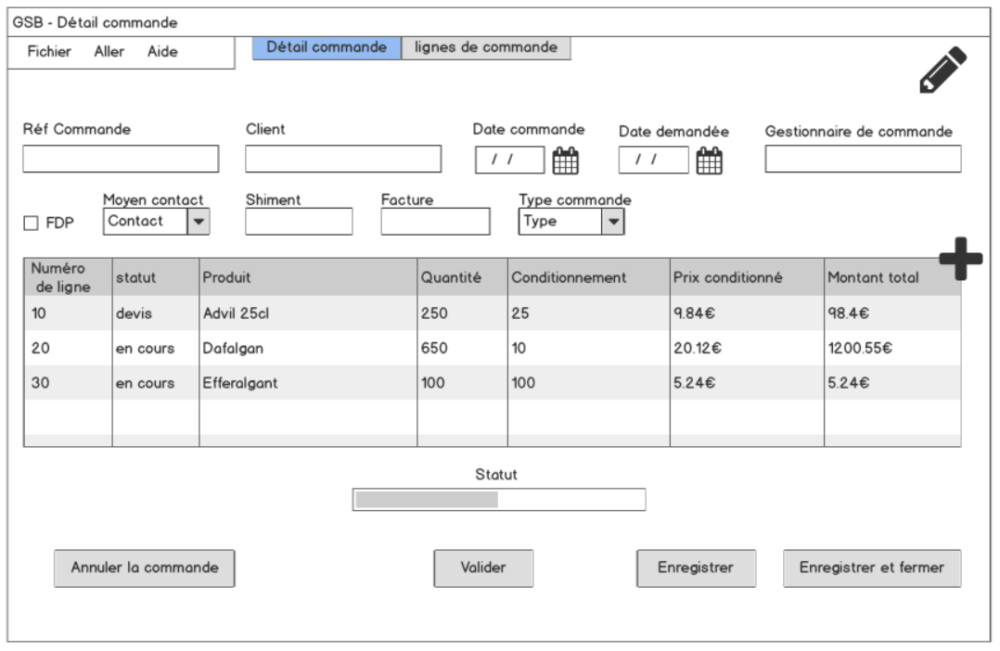 GSB - Détail commande
Fichier Aller Aide
Détail commande lignes de commande
Réf Commande Client Date commande Date demandée Gestionnaire de commande
/ / / /
Moyen contact Shiment Facture Type commande
FDP Contact Type
Numéro de ligne statut Produit Quantité Conditionnement Prix conditionné Montant total
10 devis Advil 25cl 250 25 9.84€ 98.4€
20 en cours Dafalgan 650 10 20.12€ 1200.55€
30 en cours Efferalgant 100 100 5.24€ 5.24€
Statut
Annuler la commande Valider Enregistrer Enregistrer et fermer